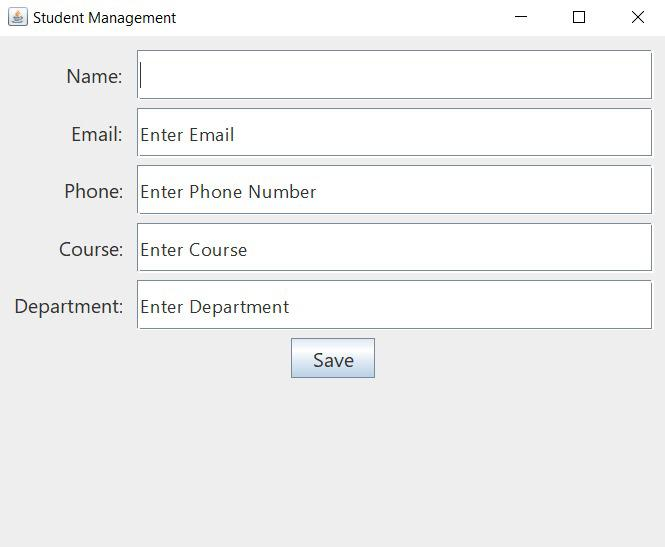 Student Management
Name:
Email: Enter Email
Phone: Enter Phone Number
Course: Enter Course
Department: Enter Department
Save